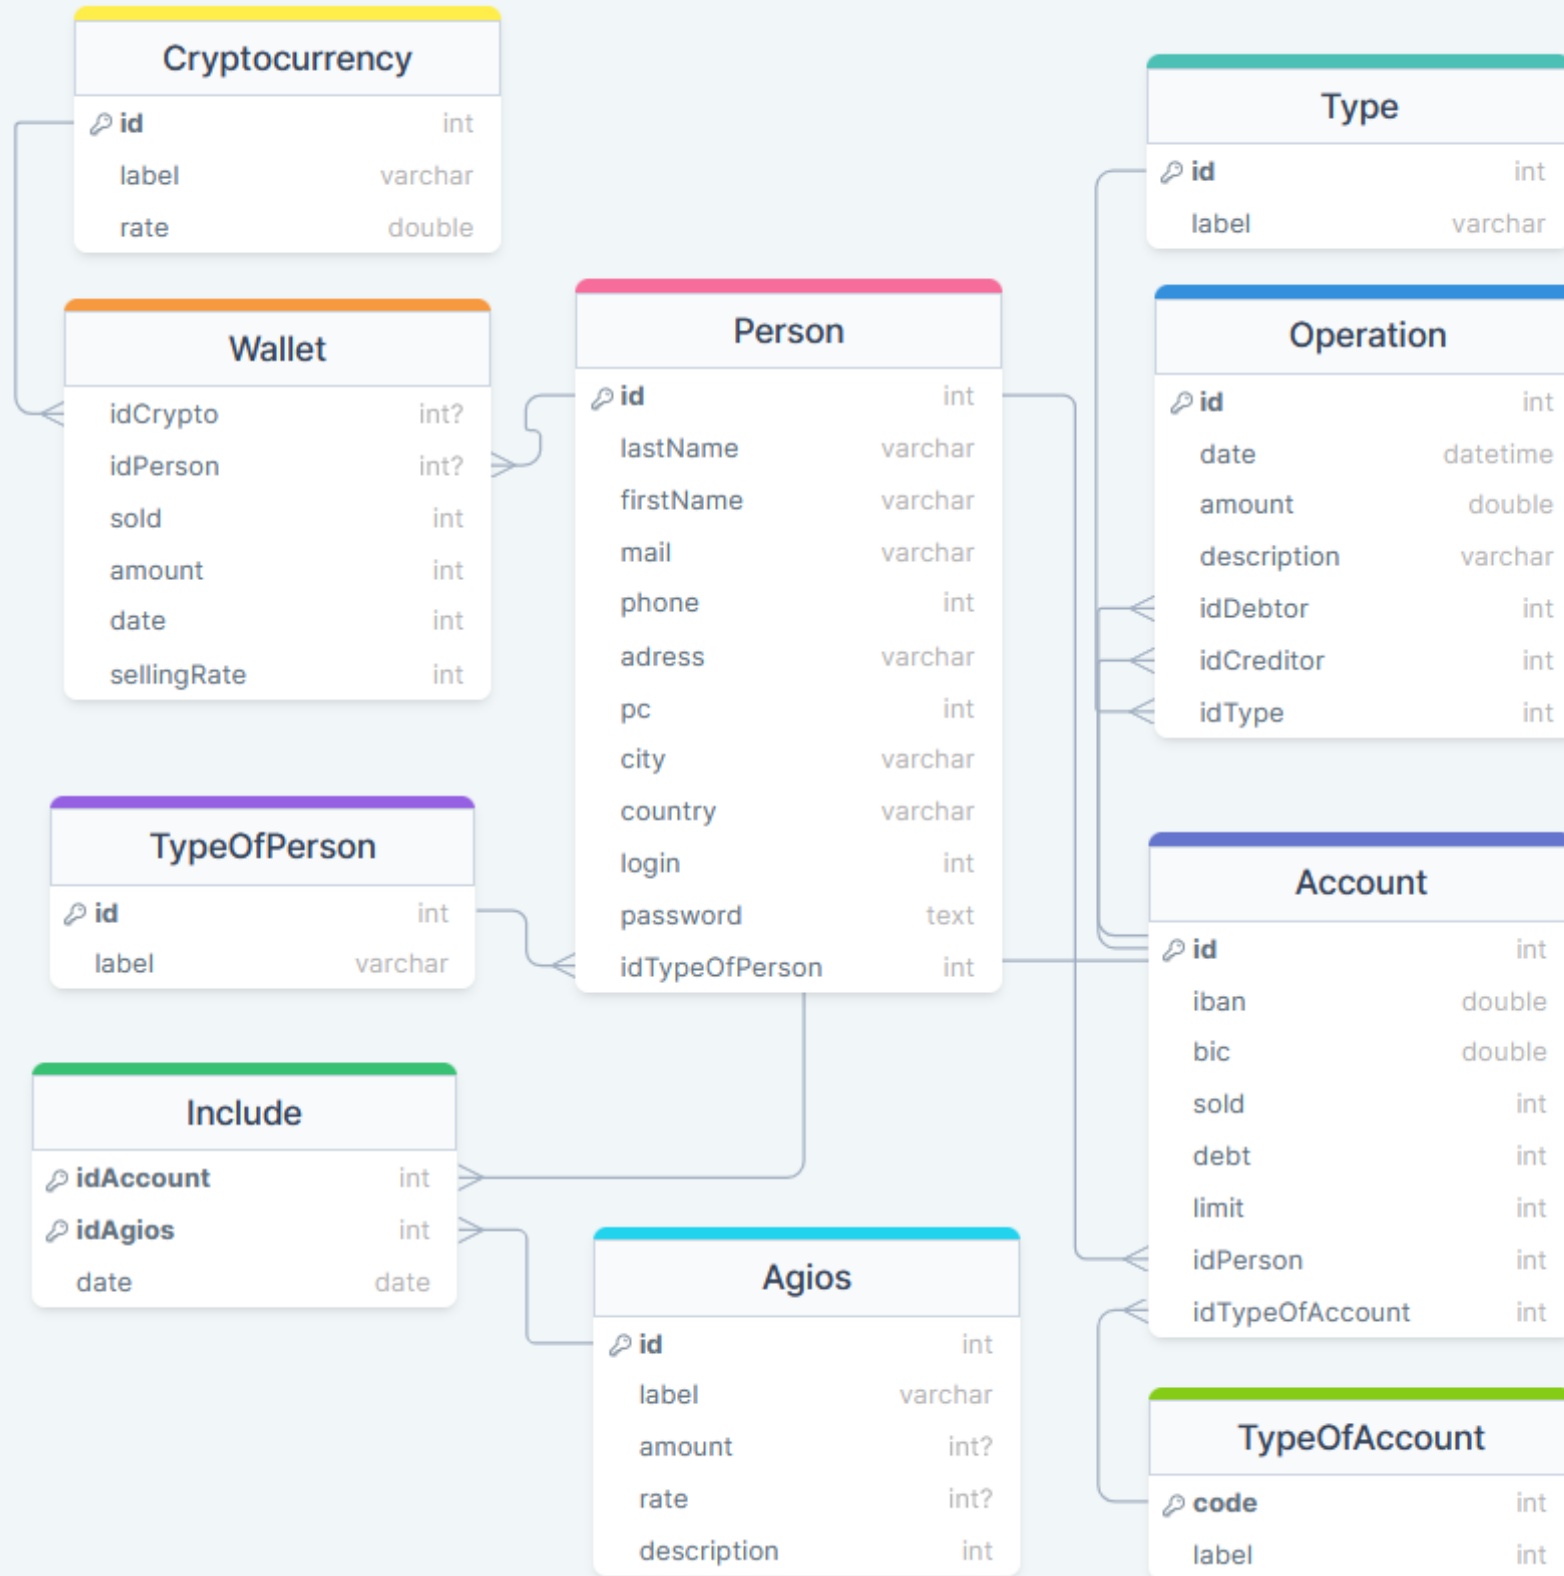 Cryptocurrency
id int
label varchar
rate double
Wallet
idCrypto int?
idPerson int?
sold int
amount int
date int
sellingRate int
TypeOfPerson
id int
label varchar
Include
idAccount int
idAgios int
date date
Person
id int
lastName varchar
firstName varchar
mail varchar
phone int
adress varchar
pc int
city varchar
country varchar
login int
password text
idTypeOfPerson int
Agios
id int
label varchar
amount int?
rate int?
description int
Type
id int
label varchar
Operation
id int
date datetime
amount double
description varchar
idDebtor int
idCreditor int
idType int
Account
id int
iban double
bic double
sold int
debt int
limit int
idPerson int
idTypeOfAccount int
TypeOfAccount
code int
label int